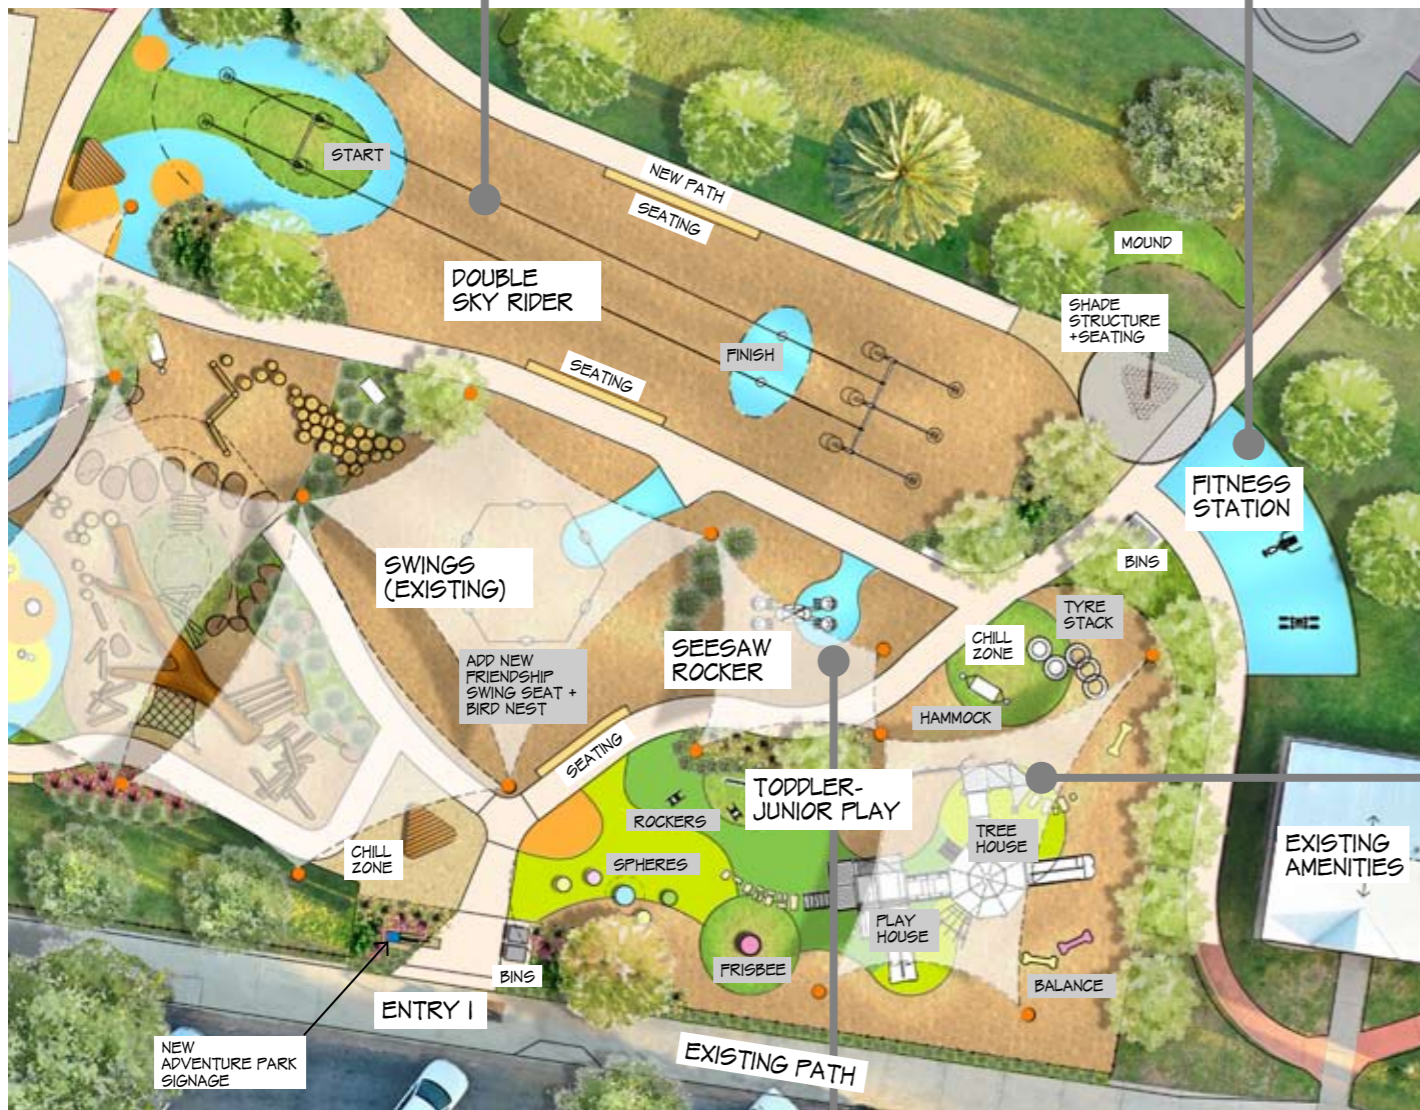 START
NEW PATH
SEATING
DOUBLE
SKY RIDER
MOUND
SHADE
STRUCTURE
+SEATING
FINISH
SEATING
FITNESS
STATION
SWINGS
(EXISTING)
BINS
TYRE
STACK
CHILL
ZONE
SEESAW
ROCKER
ADD NEW
FRIENDSHIP
SWING SEAT +
BIRD NEST
HAMMOCK
SEATING
TODDLER-
JUNIOR PLAY
ROCKERS
TREE
HOUSE
EXISTING
AMENITIES
CHILL
ZONE
SPHERES
PLAY
HOUSE
FRISBEE
BINS
BALANCE
ENTRY 1
NEW
ADVENTURE PARK
SIGNAGE
EXISTING PATH